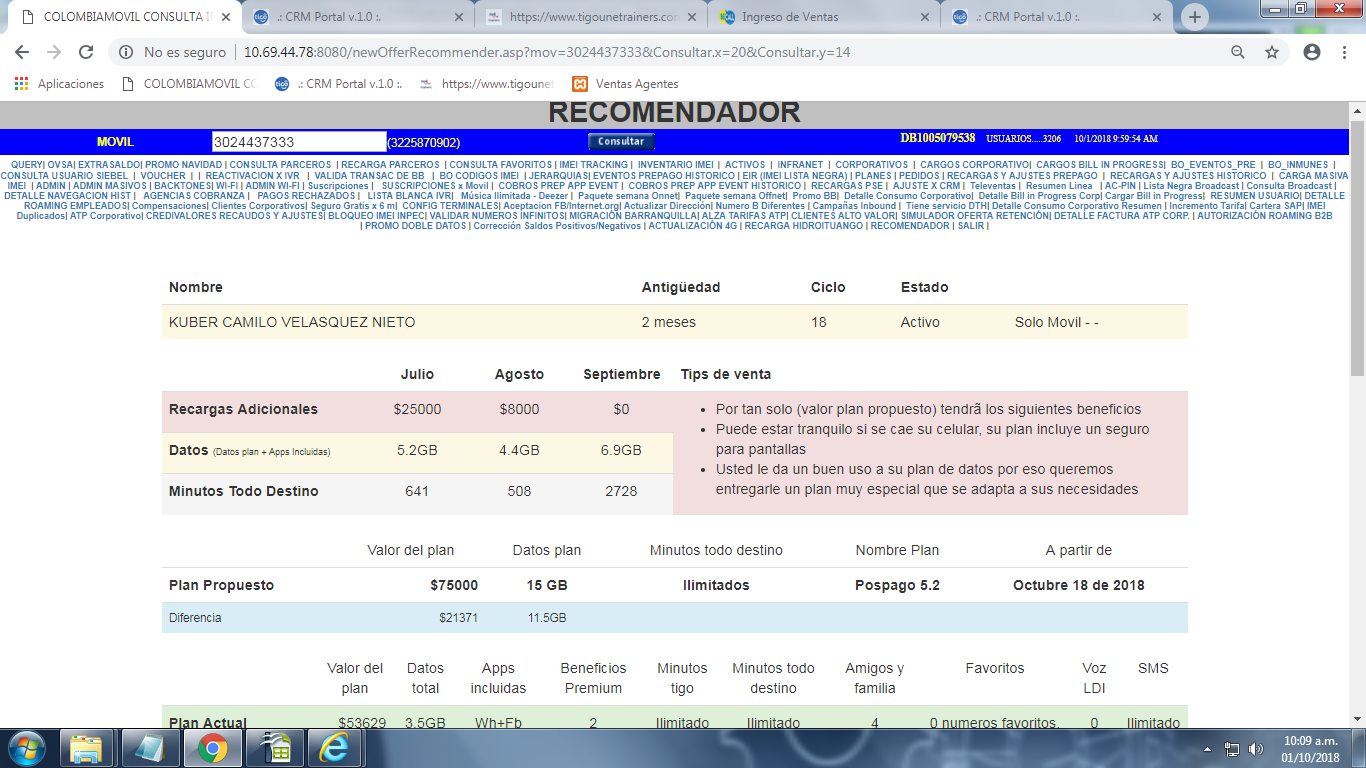 COLOMBIAMOVIL CONSULTA I
.: CRM Portal v.1.0 :.
https://www.tigounetrainers.co
Ingreso de Ventas
.: CRM Portal v.1.0 :.
No es seguro | 10.69.44.78:8080/newOfferRecommender.asp?mov=3024437333&Consultar.x=20&Consultar.y=14
Aplicaciones COLOMBIAMOVIL CO .: CRM Portal v.1.0 :. https://www.tigoune Ventas Agentes
RECOMENDADOR
MOVIL 3024437333 (3225870902) Consultar DB1005079538 USUARIOS.....3206 10/1/2018 9:59:54 AM
QUERY| OVSA| EXTRASALDO| PROMO NAVIDAD | CONSULTA PARCEROS | RECARGA PARCEROS | CONSULTA FAVORITOS | IMEI TRACKING | INVENTARIO IMEI | ACTIVOS | INFRANET | CORPORATIVOS | CARGOS CORPORATIVO| CARGOS BILL IN PROGRESS| BO_EVENTOS_PRE | BO_INMUNES |
CONSULTA USUARIO SIEBEL | VOUCHER | | REACTIVACION X IVR | VALIDA TRANSAC DE BB | BO CODIGOS IMEI | JERARQUIAS| EVENTOS PREPAGO HISTORICO | EIR (IMEI LISTA NEGRA) | PLANES | PEDIDOS | RECARGAS Y AJUSTES PREPAGO | RECARGAS Y AJUSTES HISTORICO | CARGA MASIVA
IMEI | ADMIN | ADMIN MASIVOS | BACKTONES| WI-FI | ADMIN WI-FI | Suscripciones | SUSCRIPCIONES x Movil | COBROS PREP APP EVENT | COBROS PREP APP EVENT HISTORICO | RECARGAS PSE | AJUSTE X CRM | Televentas | Resumen Linea | AC-PIN | Lista Negra Broadcast | Consulta Broadcast |
DETALLE NAVEGACION HIST | AGENCIAS COBRANZA | PAGOS RECHAZADOS | LISTA BLANCA IVR| Música Ilimitada - Deezer | Paquete semana Onnet| Paquete semana Offnet| Promo BB| Detalle Consumo Corporativo| Detalle Bill in Progress Corp| Cargar Bill in Progress| RESUMEN USUARIO| DETALLE
ROAMING EMPLEADOS| Compensaciones| Clientes Corporativos| Seguro Gratis x 6 m| CONFIG TERMINALES| Aceptacion FB/Internet.org| Actualizar Dirección| Numero B Diferentes | Campañas Inbound | Tiene servicio DTH| Detalle Consumo Corporativo Resumen | Incremento Tarifa| Cartera SAP| IMEI
Duplicados| ATP Corporativo| CREDIVALORES RECAUDOS Y AJUSTES| BLOQUEO IMEI INPEC| VALIDAR NUMEROS INFINITOS| MIGRACIÓN BARRANQUILLA| ALZA TARIFAS ATP| CLIENTES ALTO VALOR| SIMULADOR OFERTA RETENCIÓN| DETALLE FACTURA ATP CORP. | AUTORIZACIÓN ROAMING B2B
| PROMO DOBLE DATOS | Corrección Saldos Positivos/Negativos | ACTUALIZACIÓN 4G | RECARGA HIDROITUANGO | RECOMENDADOR | SALIR |
Nombre Antigüedad Ciclo Estado
KUBER CAMILO VELASQUEZ NIETO 2 meses 18 Activo Solo Movil - -
Julio Agosto Septiembre Tips de venta
Recargas Adicionales $25000 $8000 $0
• Por tan solo (valor plan propuesto) tendrã los siguientes beneficios
• Puede estar tranquilo si se cae su celular, su plan incluye un seguro
para pantallas
Datos (Datos plan + Apps Incluidas) 5.2GB 4.4GB 6.9GB
• Usted le da un buen uso a su plan de datos por eso queremos
entregarle un plan muy especial que se adapta a sus necesidades
Minutos Todo Destino 641 508 2728
Valor del plan Datos plan Minutos todo destino Nombre Plan A partir de
Plan Propuesto $75000 15 GB Ilimitados Pospago 5.2 Octubre 18 de 2018
Diferencia $21371 11.5GB
Valor del plan Datos total Apps incluidas Beneficios Premium Minutos tigo Minutos todo destino Amigos y familia Favoritos Voz LDI SMS
Plan Actual $53629 3.5GB Wh+Fb 2 Ilimitado Ilimitado 4 0 numeros favoritos. 0 Ilimitado
10:09 a.m.
01/10/2018